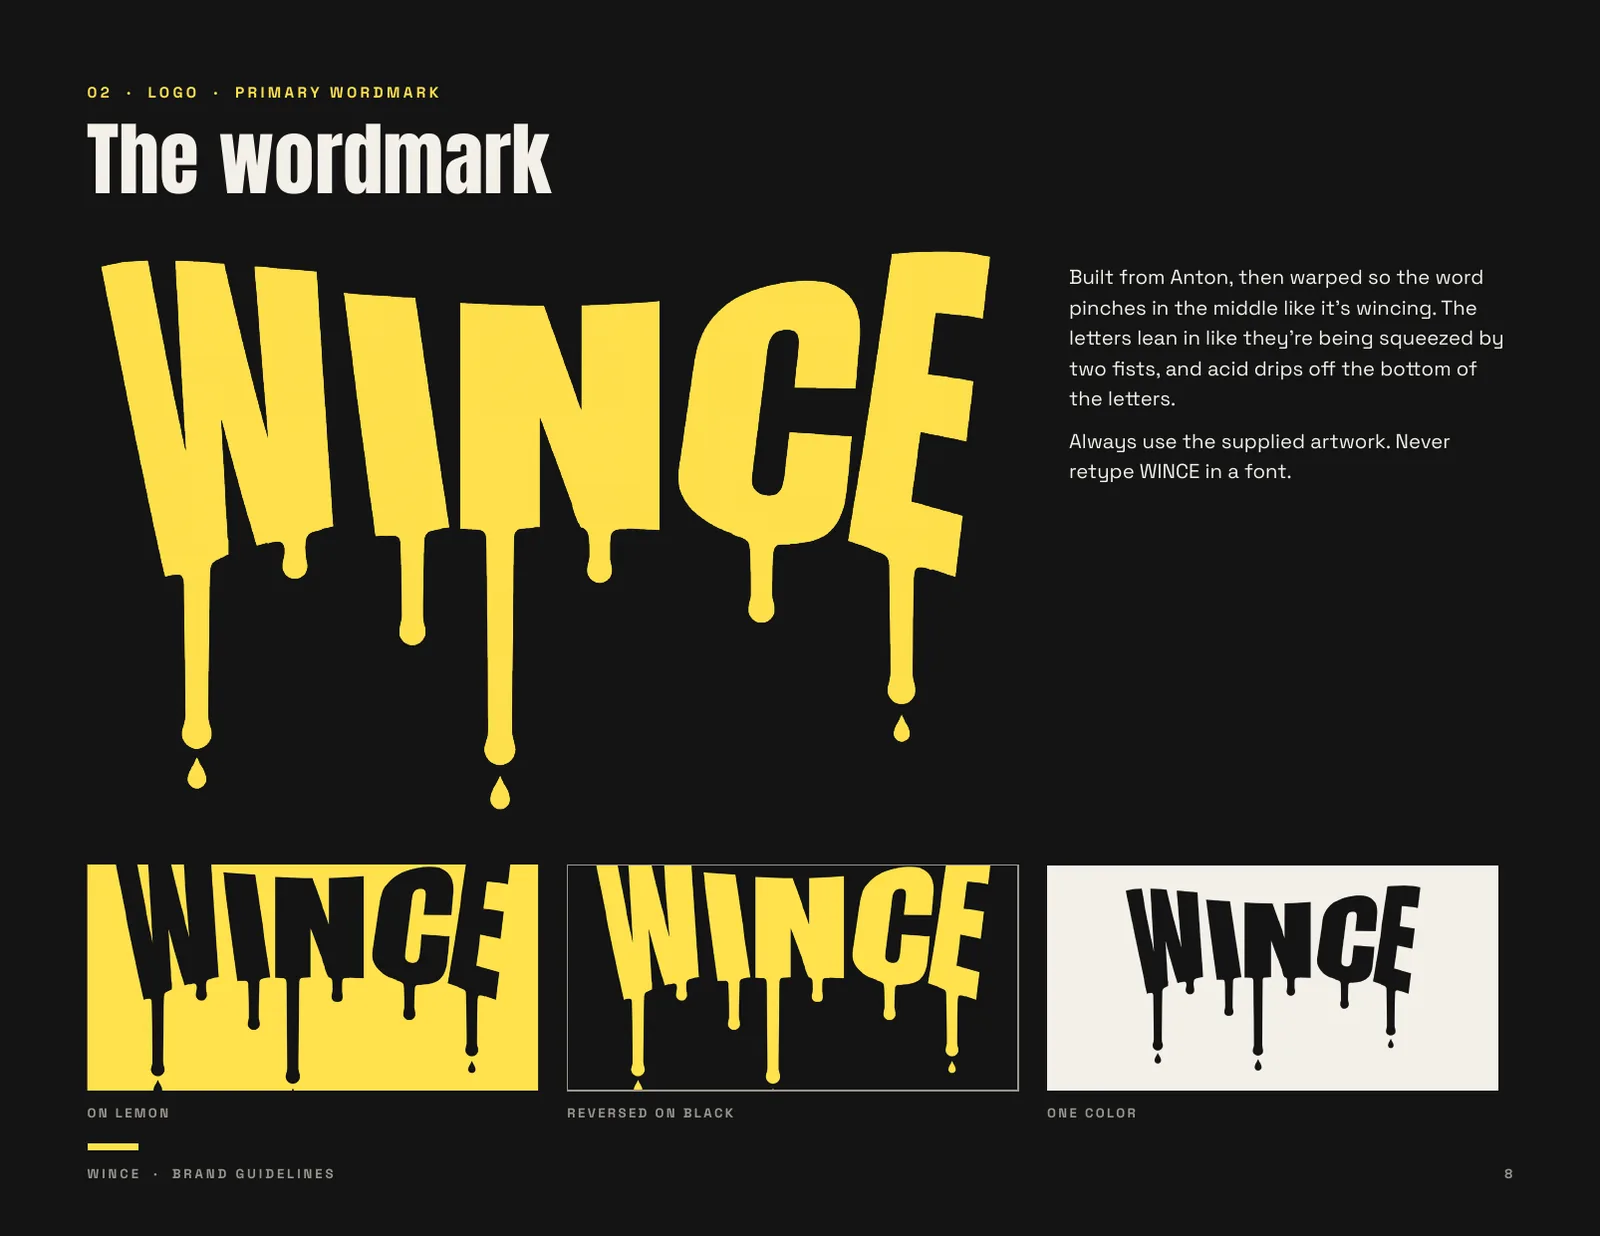 02 · LOGO · PRIMARY WORDMARK
The wordmark
WINCE
Built from Anton, then warped so the word
pinches in the middle like it’s wincing. The
letters lean in like they’re being squeezed by
two fists, and acid drips off the bottom of
the letters.
Always use the supplied artwork. Never
retype WINCE in a font.
WINCE
ON LEMON
WINCE
REVERSED ON BLACK
WINCE
ONE COLOR
WINCE · BRAND GUIDELINES
8